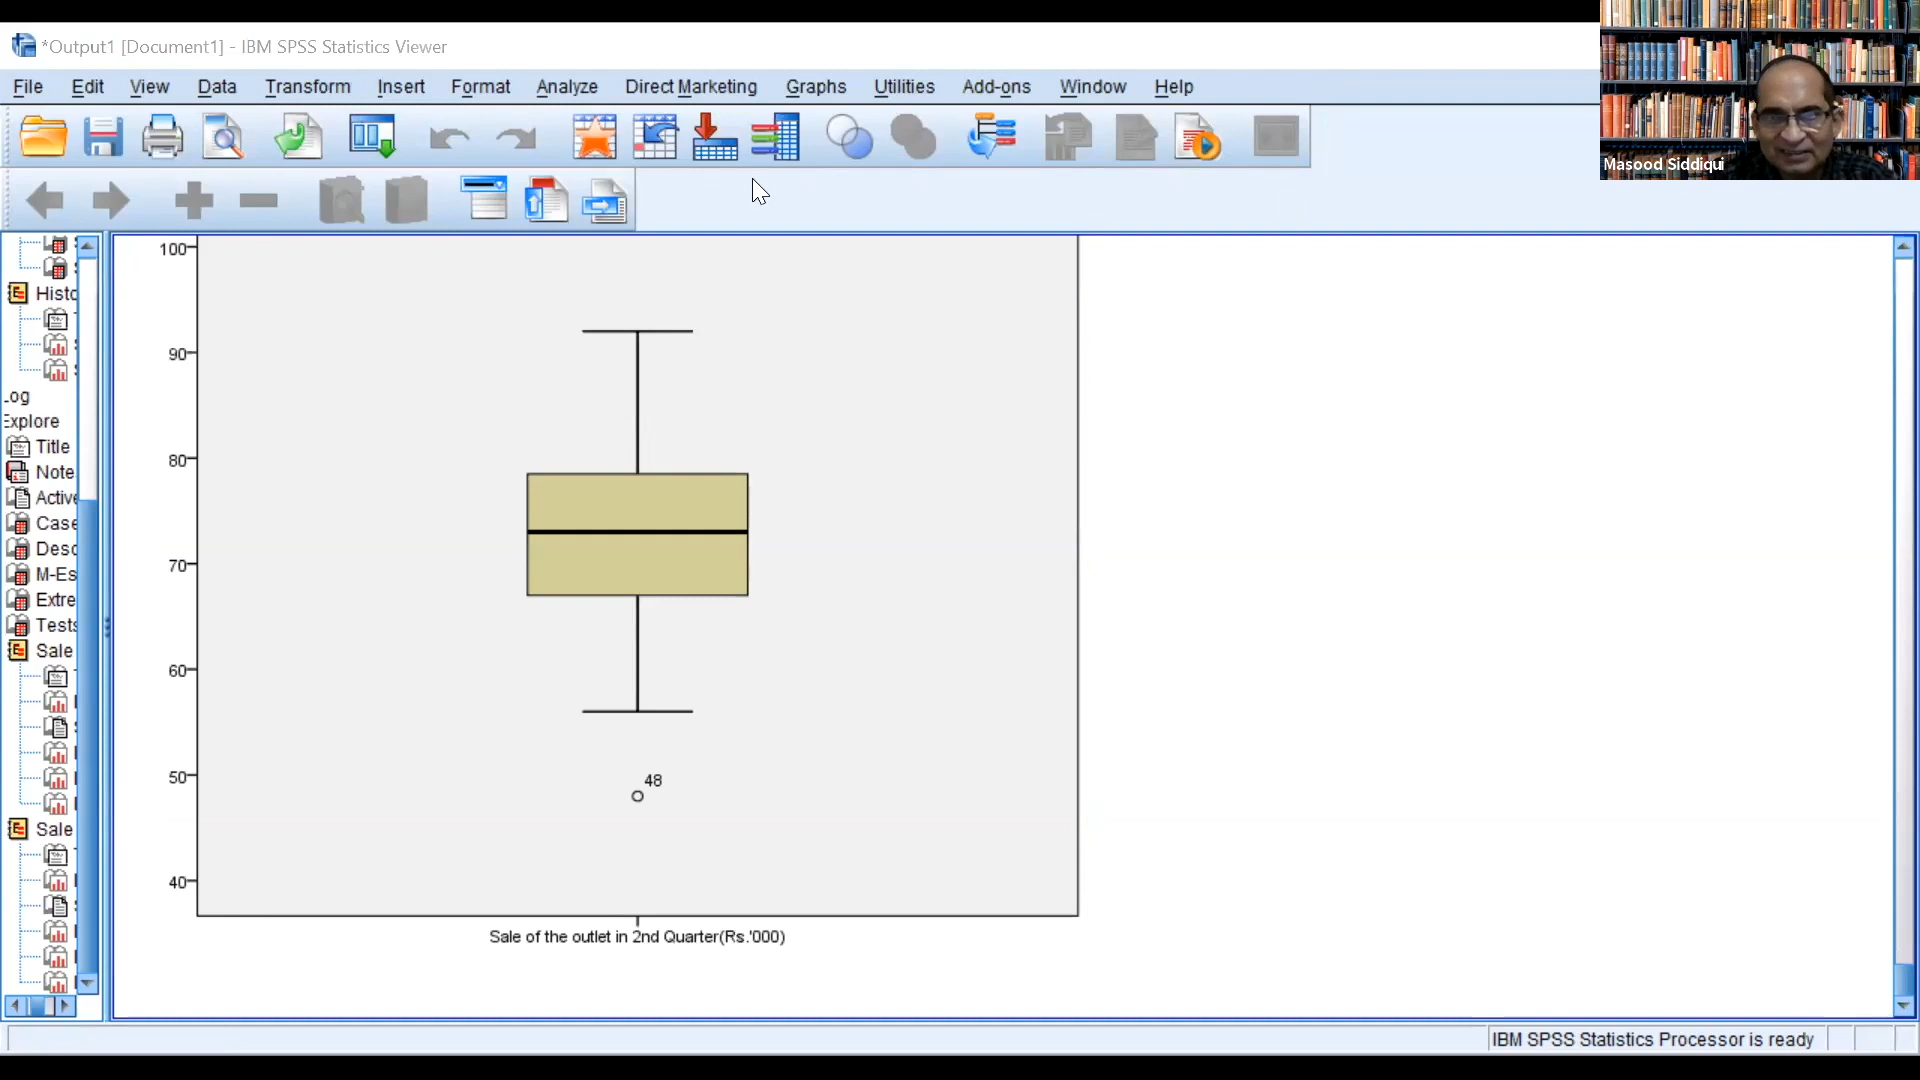 *Output1 [Document1] - IBM SPSS Statistics Viewer
File Edit View Data Transform Insert Format Analyze Direct Marketing Graphs Utilities Add-ons Window Help
Masood Siddiqui
Histo
Log
Explore
Title
Note
Active
Case
Desc
M-Es
Extre
Tests
Sale
Sale
100
90
80
70
60
50
40
48
Sale of the outlet in 2nd Quarter(Rs.'000)
IBM SPSS Statistics Processor is ready